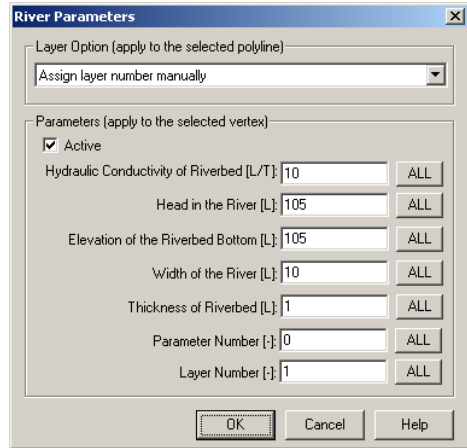 River Parameters
Layer Option (apply to the selected polyline)
Assign layer number manually
Parameters (apply to the selected vertex)
Active
Hydraulic Conductivity of Riverbed [L/T]: 10 ALL
Head in the River [L]: 105 ALL
Elevation of the Riverbed Bottom [L]: 105 ALL
Width of the River [L]: 10 ALL
Thickness of Riverbed [L]: 1 ALL
Parameter Number [-]: 0 ALL
Layer Number [-]: 1 ALL
OK Cancel Help